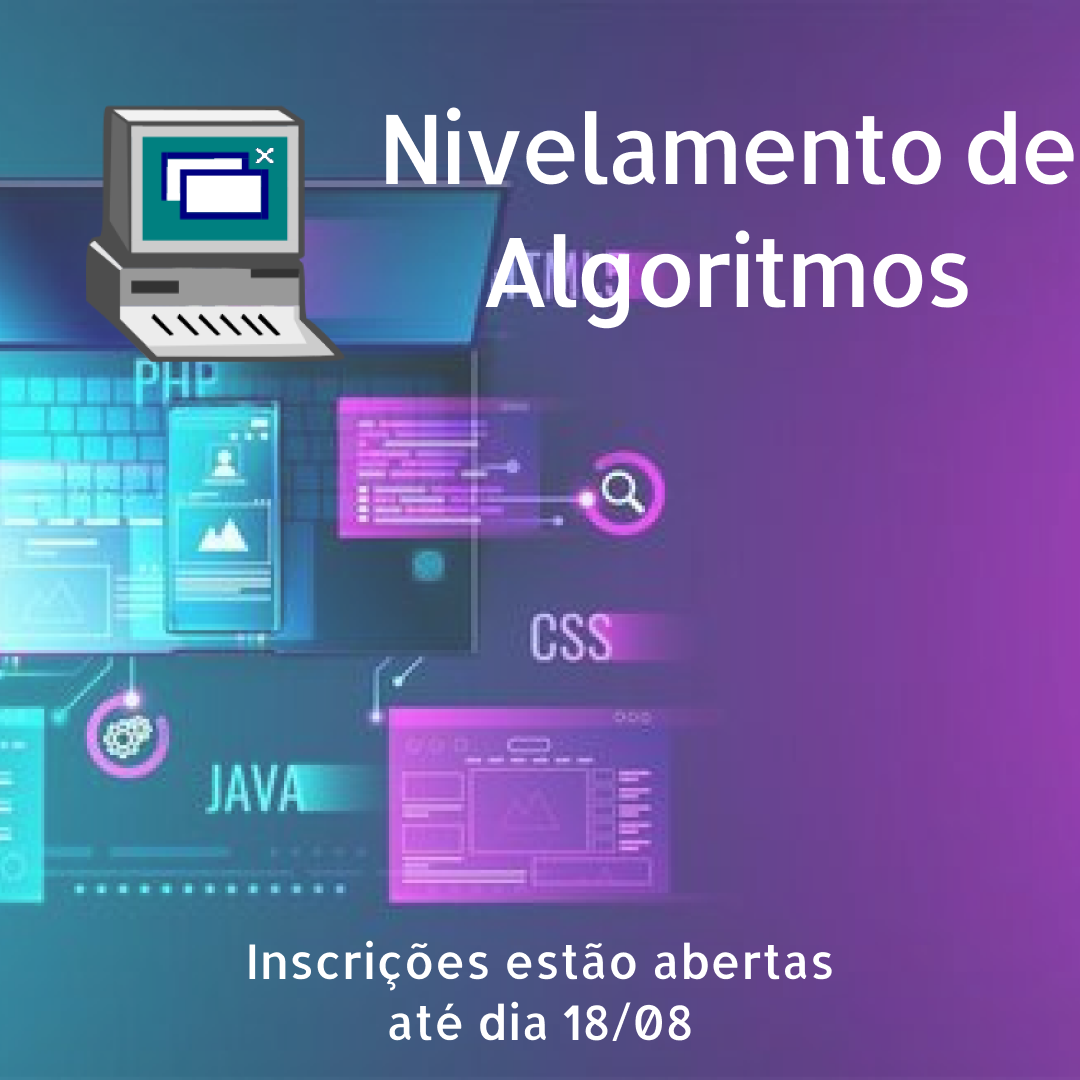 Nivelamento de
Algoritmos
PHP
CSS
JAVA
Inscrições estão abertas
até dia 18/08